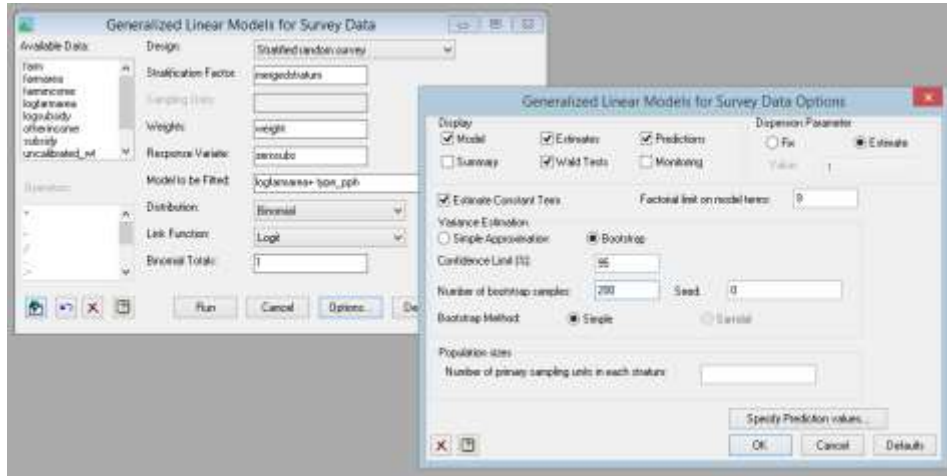 Generalized Linear Models for Survey Data
Available Data:
farm
farmarea
farmincome
logfarmarea
logsubsidy
otherincome
subsidy
uncalibrated_wt
Design:
Stratified random survey
Stratification Factor:
mergedstratum
Sampling Units:
Weights:
weight
Response Variate:
zerosubs
Model to be Fitted:
logfarmarea+ type_pph
Operators:
Distribution:
Binomial
Link Function:
Logit
Binomial Totals:
1
Run
Cancel
Options...
De
Generalized Linear Models for Survey Data Options
Display
Model
Estimates
Predictions
Summary
Wald Tests
Monitoring
Dispersion Parameter
Fix
Estimate
Value:
1
Estimate Constant Term
Factorial limit on model terms:
9
Variance Estimation
Simple Approximation
Bootstrap
Confidence Limit (%):
95
Number of bootstrap samples:
200
Seed:
0
Bootstrap Method:
Simple
Population sizes
Number of primary sampling units in each stratum:
Specify Prediction values...
OK
Cancel
Defaults